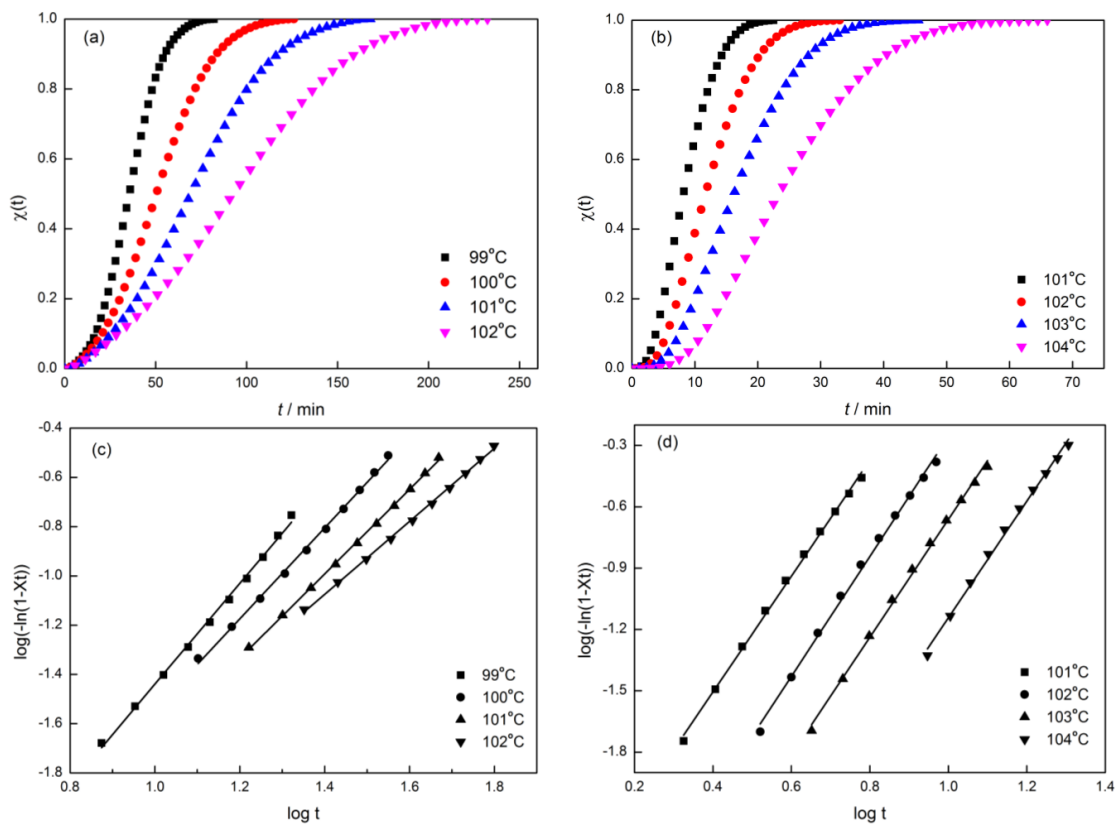 (a)
χ(t)
1.0
0.8
0.6
0.4
0.2
0.0
99°C
100°C
101°C
102°C
0 50 100 150 200 250
t / min
(b)
χ(t)
1.0
0.8
0.6
0.4
0.2
0.0
101°C
102°C
103°C
104°C
0 10 20 30 40 50 60 70
t / min
(c)
log(-ln(1-Xt))
-0.4
-0.6
-0.8
-1.0
-1.2
-1.4
-1.6
-1.8
99°C
100°C
101°C
102°C
0.8 1.0 1.2 1.4 1.6 1.8
log t
(d)
log(-ln(1-Xt))
-0.3
-0.6
-0.9
-1.2
-1.5
-1.8
101°C
102°C
103°C
104°C
0.2 0.4 0.6 0.8 1.0 1.2 1.4
log t